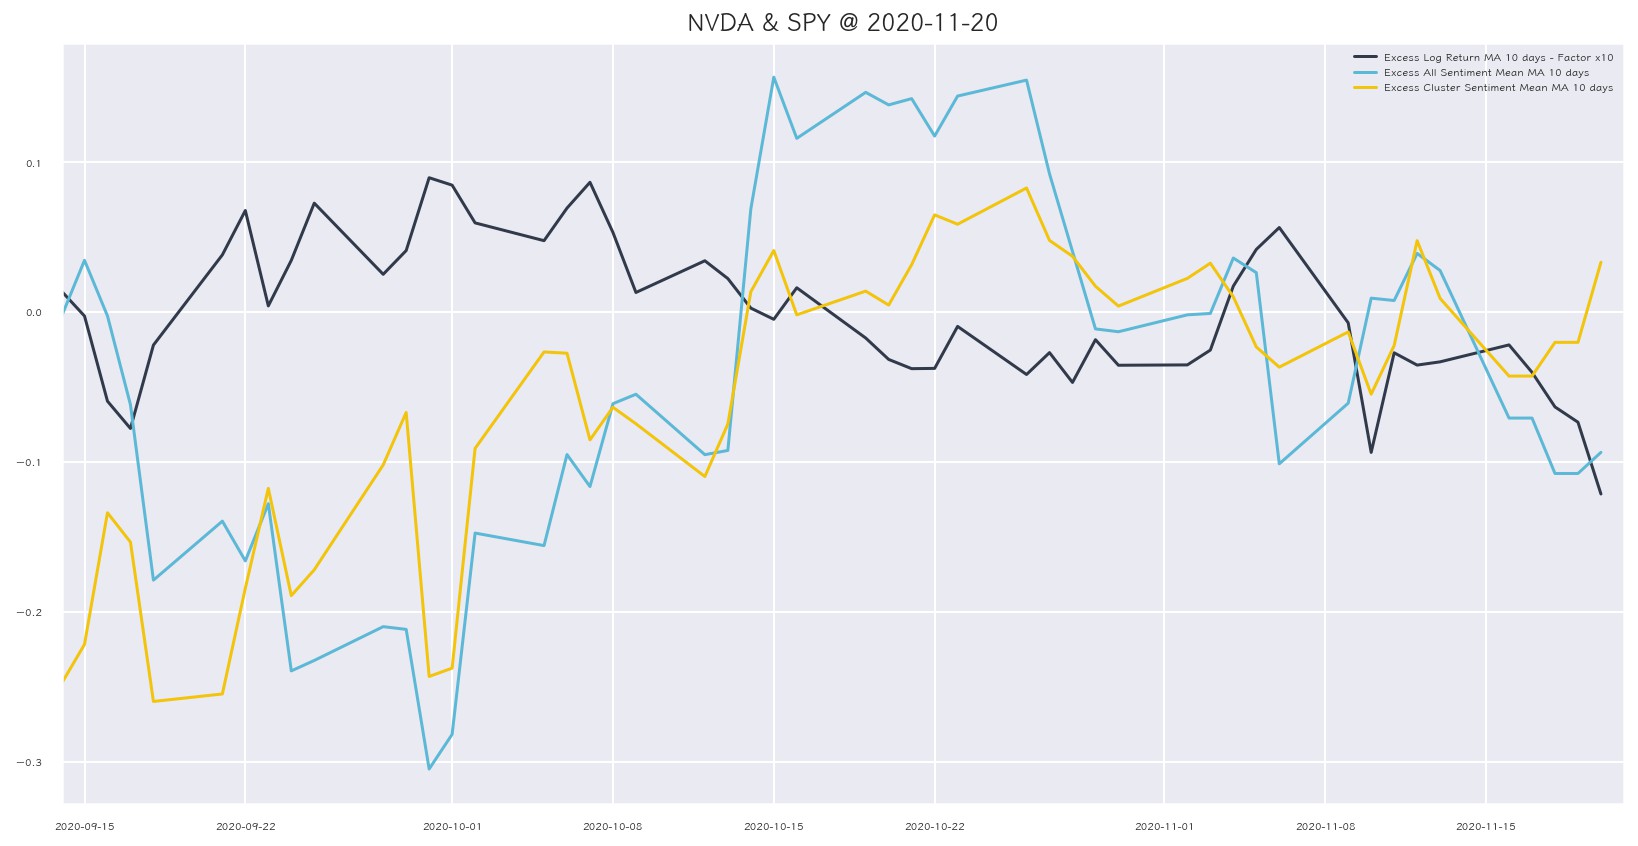 NVDA & SPY @ 2020-11-20
Excess Log Return MA 10 days - Factor x10
Excess All Sentiment Mean MA 10 days
Excess Cluster Sentiment Mean MA 10 days
0.1
0.0
−0.1
−0.2
−0.3
2020-09-15 2020-09-22 2020-10-01 2020-10-08 2020-10-15 2020-10-22 2020-11-01 2020-11-08 2020-11-15